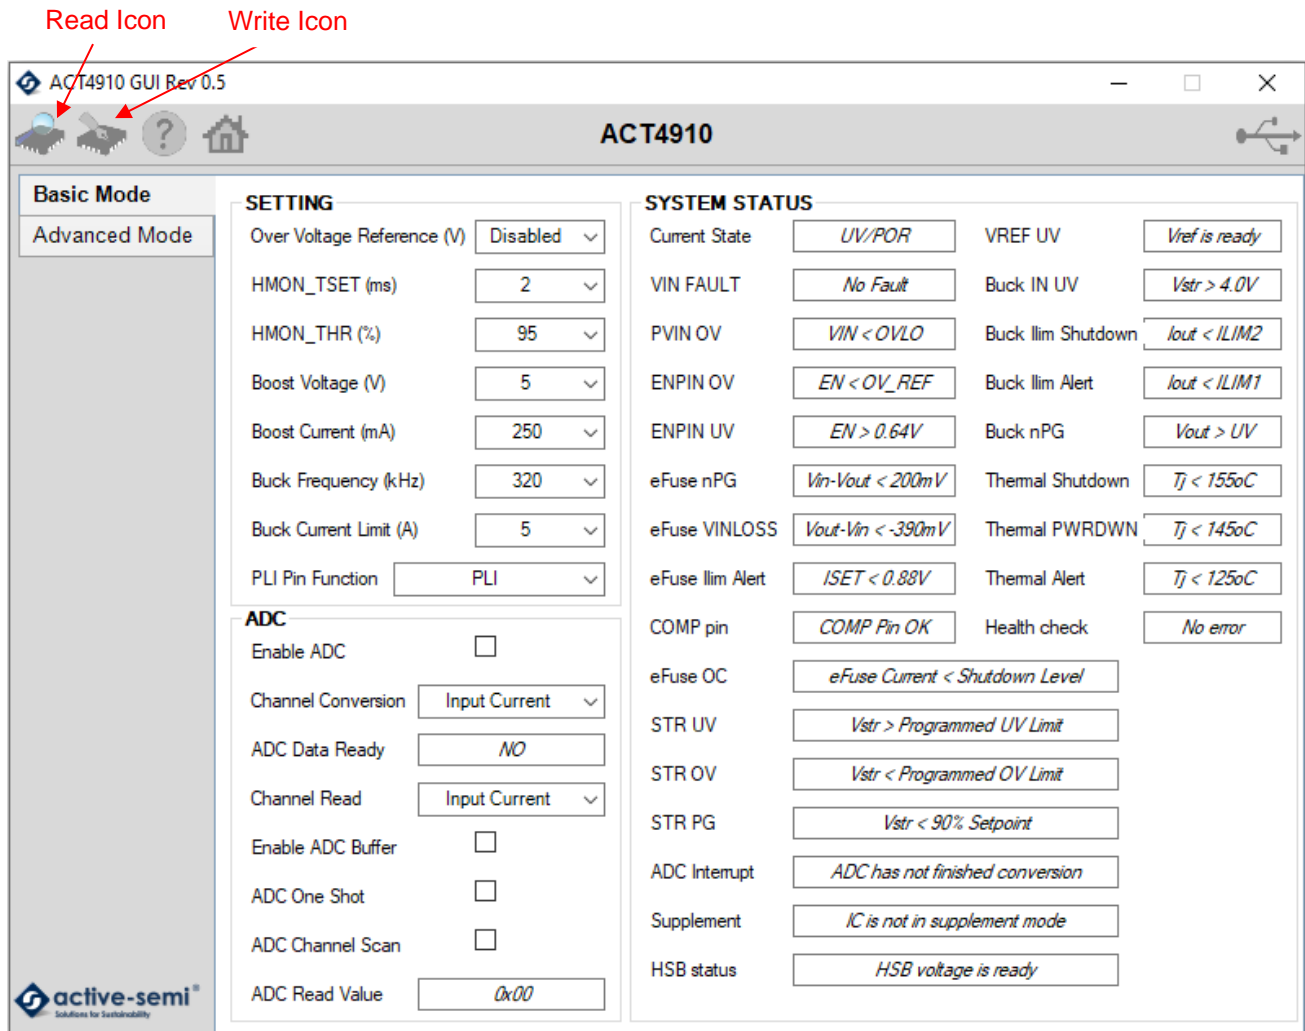 Read Icon
Write Icon
ACT4910 GUI Rev 0.5
?
ACT4910
Basic Mode
Advanced Mode
SETTING
Over Voltage Reference (V) Disabled
HMON_TSET (ms) 2
HMON_THR (%) 95
Boost Voltage (V) 5
Boost Current (mA) 250
Buck Frequency (kHz) 320
Buck Current Limit (A) 5
PLI Pin Function PLI
ADC
Enable ADC
Channel Conversion Input Current
ADC Data Ready NO
Channel Read Input Current
Enable ADC Buffer
ADC One Shot
ADC Channel Scan
ADC Read Value 0x00
SYSTEM STATUS
Current State UV/POR VREF UV Vref is ready
VIN FAULT No Fault Buck IN UV Vstr > 4.0V
PVIN OV VIN < OVLO Buck Ilim Shutdown Iout < ILIM2
ENPIN OV EN < OV_REF Buck Ilim Alert Iout < ILIM1
ENPIN UV EN > 0.64V Buck nPG Vout > UV
eFuse nPG Vin-Vout < 200mV Thermal Shutdown Tj < 155oC
eFuse VINLOSS Vout-Vin < -390mV Thermal PWRDWN Tj < 145oC
eFuse Ilim Alert ISET < 0.88V Thermal Alert Tj < 125oC
COMP pin COMP Pin OK Health check No error
eFuse OC eFuse Current < Shutdown Level
STR UV Vstr > Programmed UV Limit
STR OV Vstr < Programmed OV Limit
STR PG Vstr < 90% Setpoint
ADC Interrupt ADC has not finished conversion
Supplement IC is not in supplement mode
HSB status HSB voltage is ready
active-semi®
Solutions for Sustainability